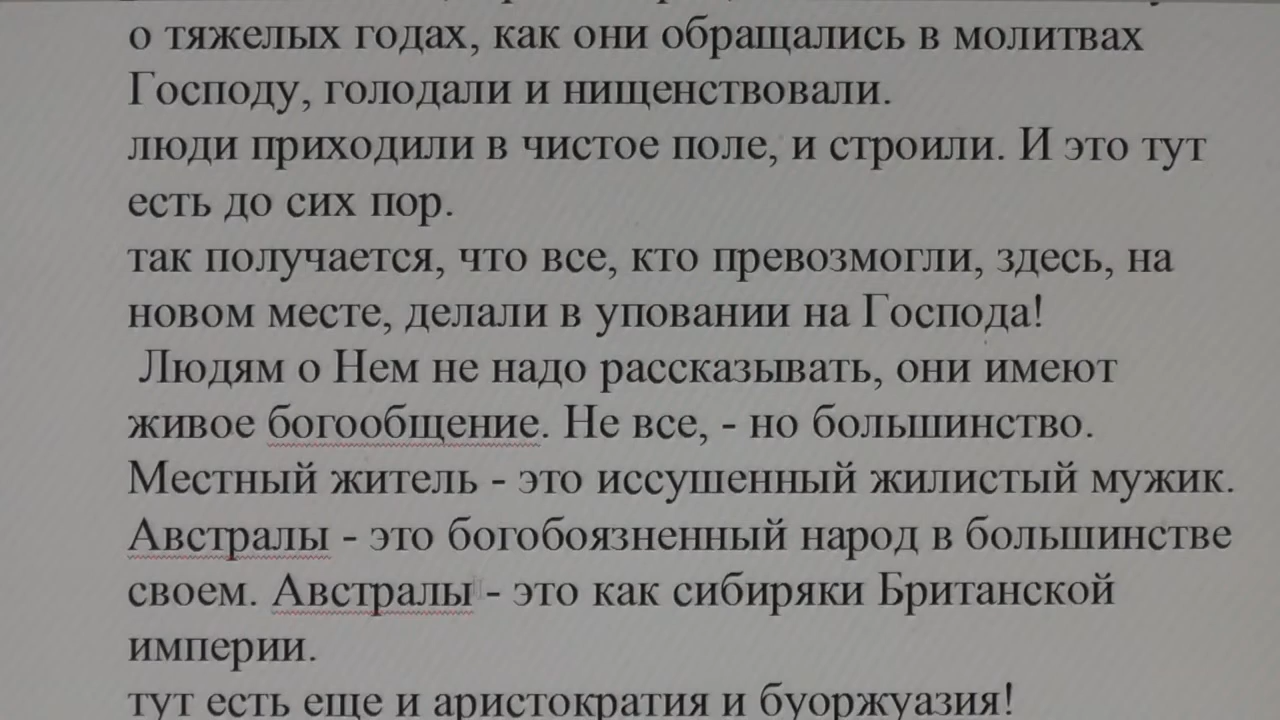 о тяжелых годах, как они обращались в молитвах
Господу, голодали и нищенствовали.
люди приходили в чистое поле, и строили. И это тут
есть до сих пор.
так получается, что все, кто превозмогли, здесь, на
новом месте, делали в уповании на Господа!
Людям о Нем не надо рассказывать, они имеют
живое богообщение. Не все, - но большинство.
Местный житель - это иссушенный жилистый мужик.
Австралы - это богобоязненный народ в большинстве
своем. Австралы - это как сибиряки Британской
империи.
тут есть еще и аристократия и буоржуазия!